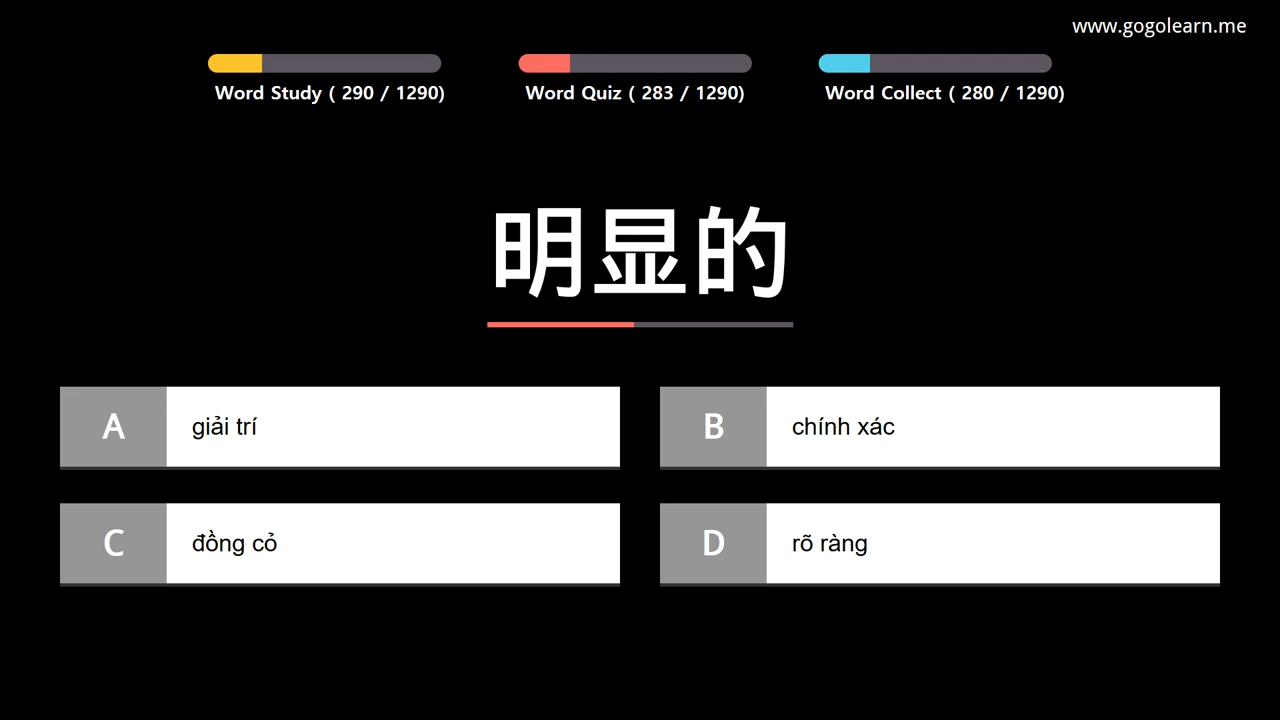 www.gogolearn.me
Word Study ( 290 / 1290)
Word Quiz ( 283 / 1290)
Word Collect ( 280 / 1290)
明显的
A giải trí
B chính xác
C đồng cỏ
D rõ ràng